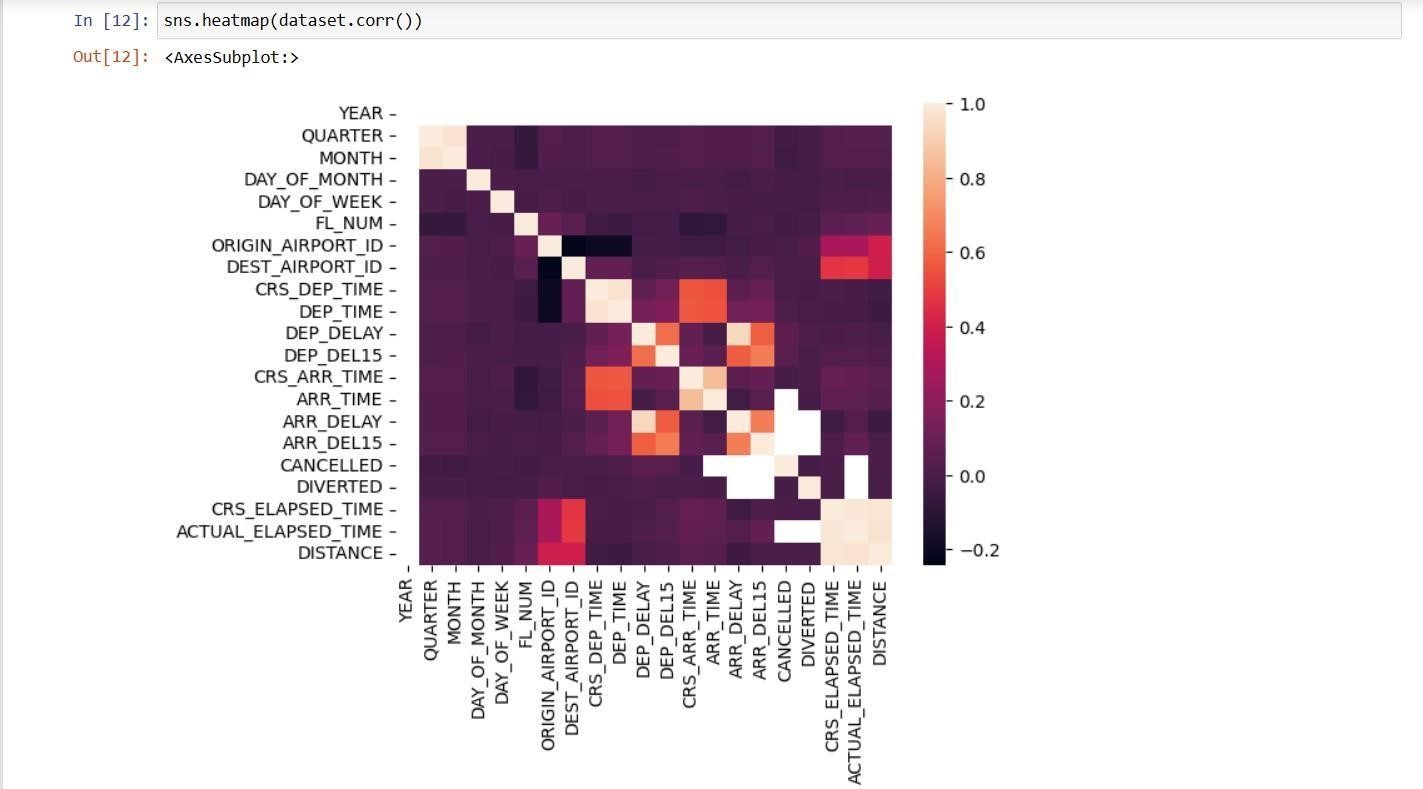 In [12]: sns.heatmap(dataset.corr())
Out[12]: <AxesSubplot:>
YEAR
QUARTER
MONTH
DAY_OF_MONTH
DAY_OF_WEEK
FL_NUM
ORIGIN_AIRPORT_ID
DEST_AIRPORT_ID
CRS_DEP_TIME
DEP_TIME
DEP_DELAY
DEP_DEL15
CRS_ARR_TIME
ARR_TIME
ARR_DELAY
ARR_DEL15
CANCELLED
DIVERTED
CRS_ELAPSED_TIME
ACTUAL_ELAPSED_TIME
DISTANCE
1.0
0.8
0.6
0.4
0.2
0.0
−0.2
YEAR
QUARTER
MONTH
DAY_OF_MONTH
DAY_OF_WEEK
FL_NUM
ORIGIN_AIRPORT_ID
DEST_AIRPORT_ID
CRS_DEP_TIME
DEP_TIME
DEP_DELAY
DEP_DEL15
CRS_ARR_TIME
ARR_TIME
ARR_DELAY
ARR_DEL15
CANCELLED
DIVERTED
CRS_ELAPSED_TIME
ACTUAL_ELAPSED_TIME
DISTANCE